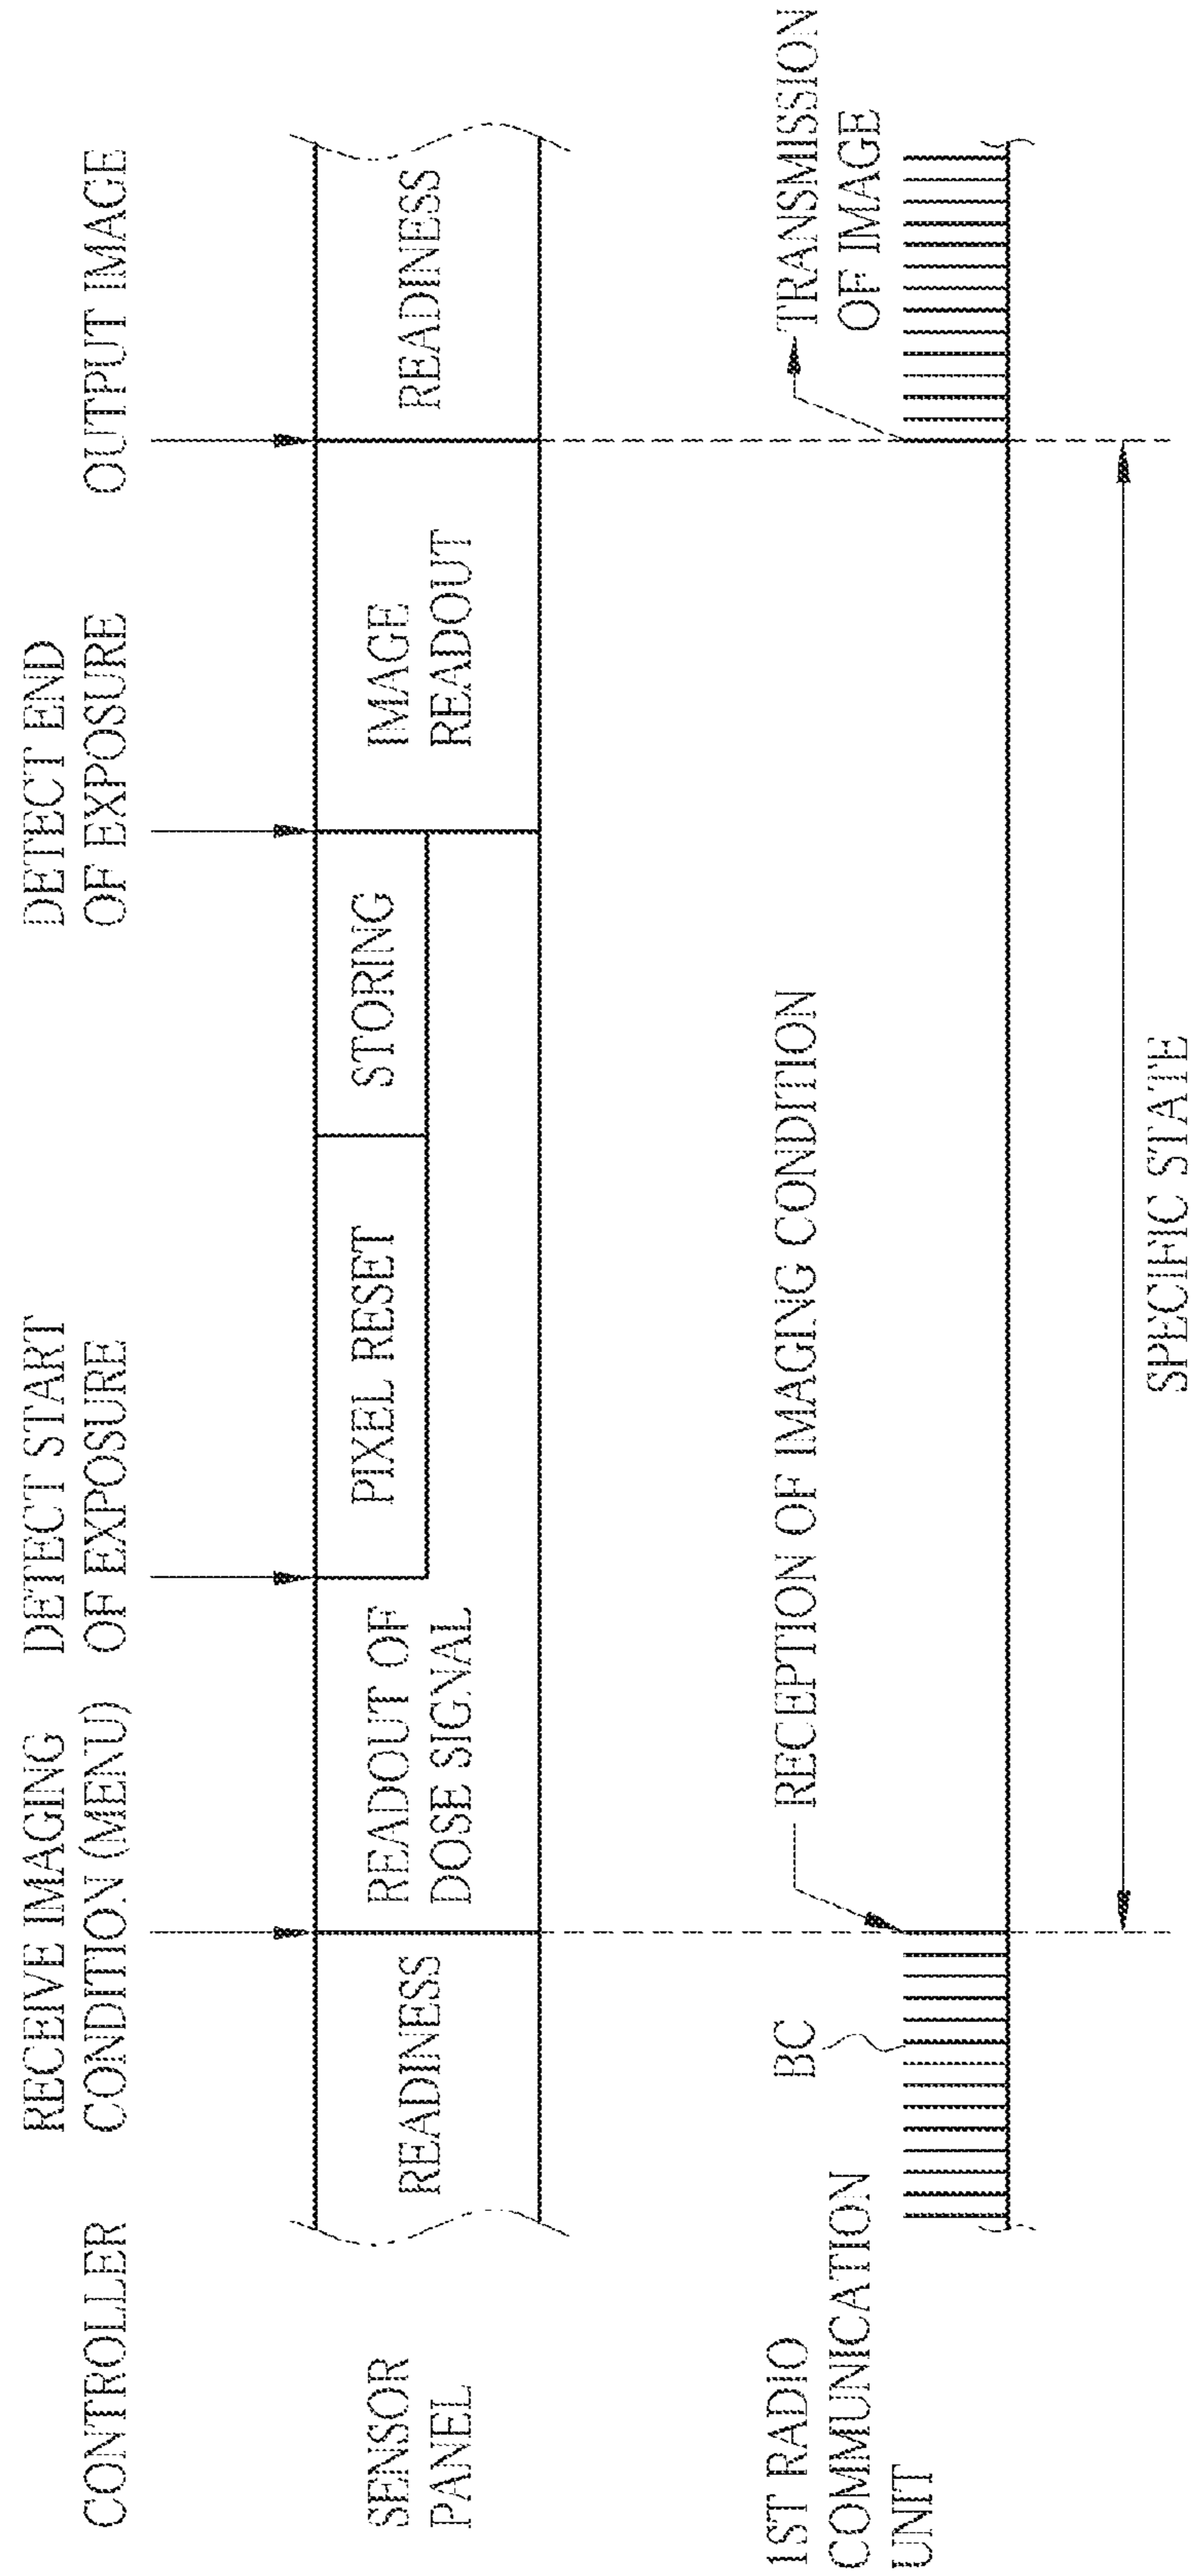 CONTROLLER
RECEIVE IMAGING
CONDITION (MENU)
DETECT START
OF EXPOSURE
DETECT END
OF EXPOSURE
OUTPUT IMAGE
SENSOR
PANEL
READINESS
READOUT OF
DOSE SIGNAL
PIXEL RESET
STORING
IMAGE
READOUT
READINESS
1ST RADIO
COMMUNICATION
UNIT
BC
RECEPTION OF IMAGING CONDITION
TRANSMISSION
OF IMAGE
SPECIFIC STATE